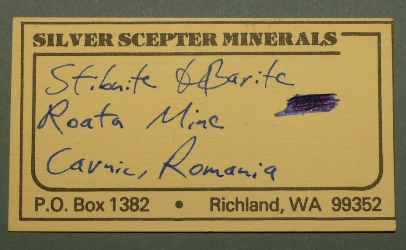 SILVER SCEPTER MINERALS
Stibnite & Barite
Roata Mine
Cavnic, Romania
P.O. Box 1382 • Richland, WA 99352